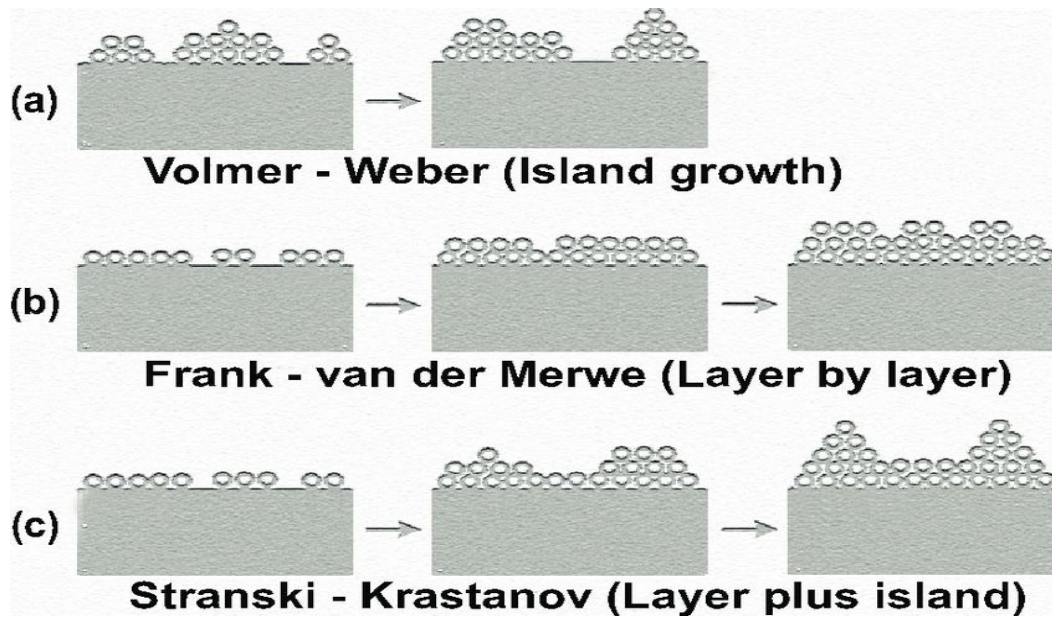 (a)
Volmer - Weber (Island growth)
(b)
Frank - van der Merwe (Layer by layer)
(c)
Stranski - Krastanov (Layer plus island)